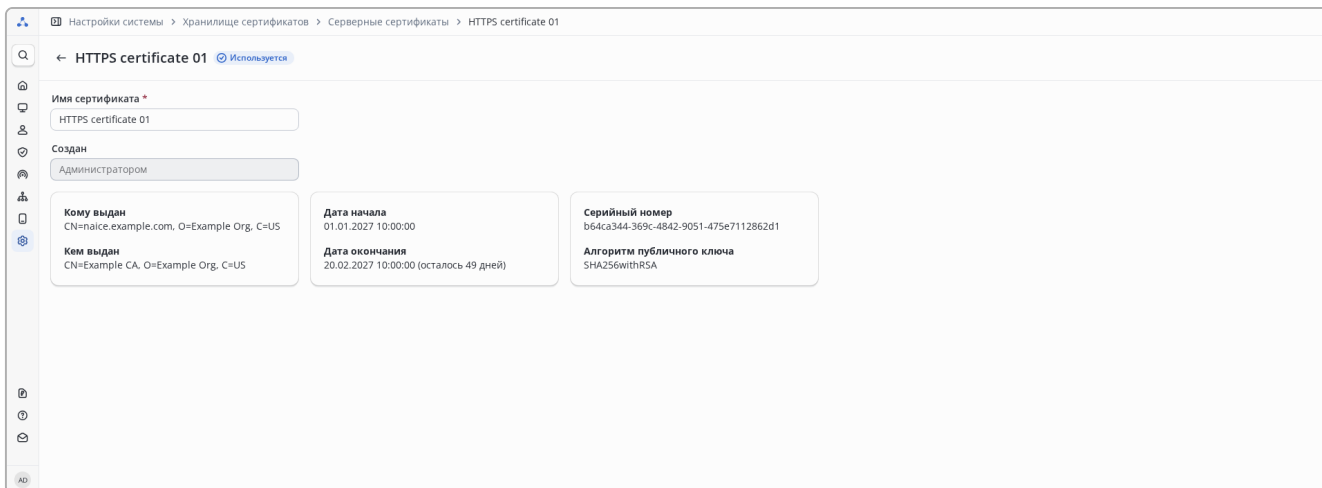 Настройки системы > Хранилище сертификатов > Серверные сертификаты > HTTPS certificate 01
HTTPS certificate 01 Используется
Имя сертификата *
HTTPS certificate 01
Создан
Администратором
Кому выдан
CN=naice.example.com, O=Example Org, C=US
Кем выдан
CN=Example CA, O=Example Org, C=US
Дата начала
01.01.2027 10:00:00
Дата окончания
20.02.2027 10:00:00 (осталось 49 дней)
Серийный номер
b64ca344-369c-4842-9051-475e7112862d1
Алгоритм публичного ключа
SHA256withRSA
AD